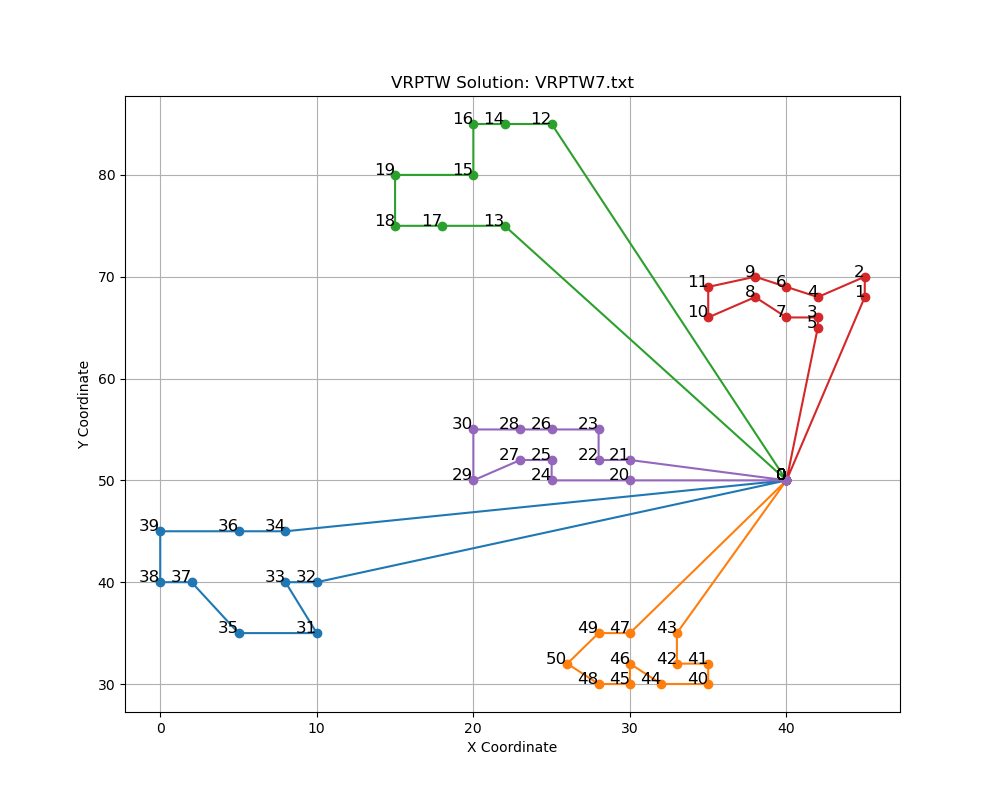 VRPTW Solution: VRPTW7.txt
16 14 12
80
19 15
18 17 13
70
9 2
11 6
8 4 1
10 7 3
5
60
30 28 26 23
27 25 22 21
50
29 24 20 0
39 36 34
40
38 37 33 32
35 31 49 47 43
50 46 42 41
30
48 45 44 40
0 10 20 30 40
X Coordinate
Y Coordinate